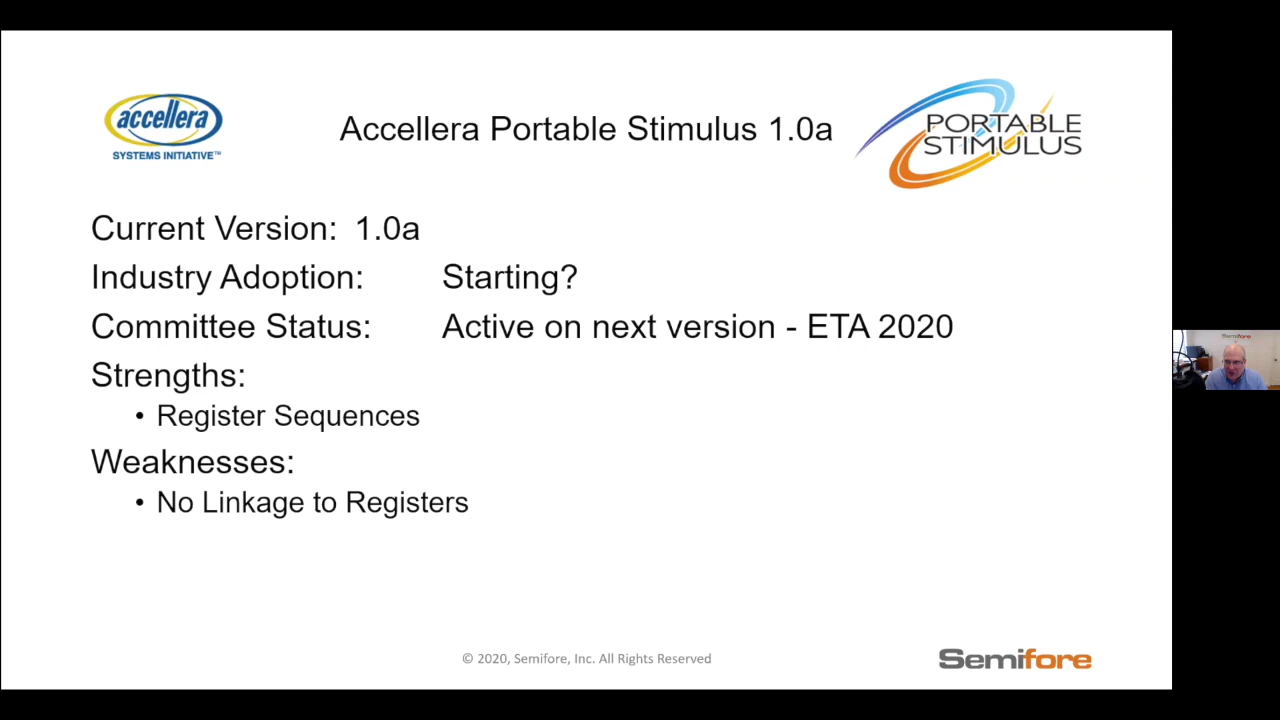 accellera
SYSTEMS INITIATIVE™
Accellera Portable Stimulus 1.0a
PORTABLE
STIMULUS
Current Version: 1.0a
Industry Adoption: Starting?
Committee Status: Active on next version - ETA 2020
Strengths:
• Register Sequences
Weaknesses:
• No Linkage to Registers
© 2020, Semifore, Inc. All Rights Reserved
Semifore
Semifore